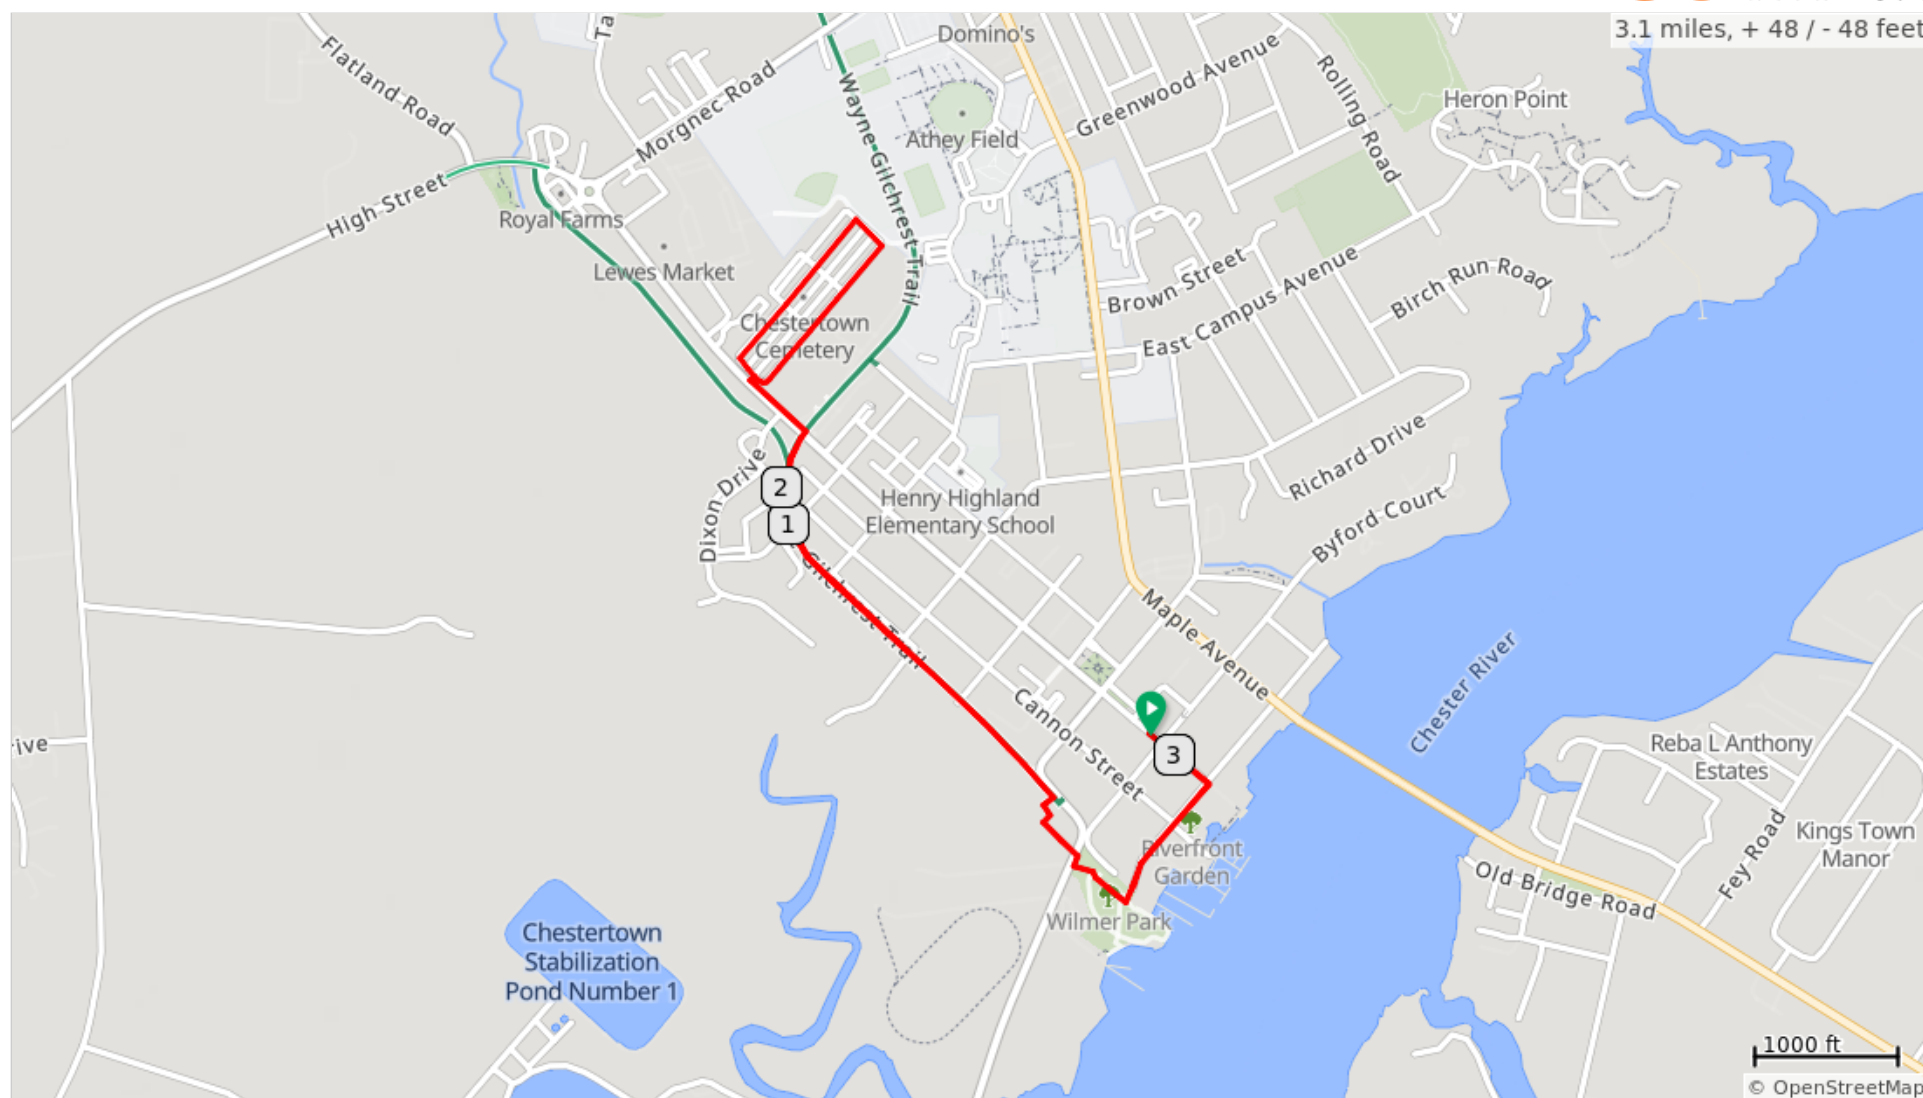 3.1 miles, + 48 / - 48 feet
Domino's
Flatland Road
Morgnec Road
Wayne Gilchrest Trail
Athey Field
Greenwood Avenue
Rolling Road
Heron Point
High Street
Royal Farms
Lewes Market
Brown Street
East Campus Avenue
Birch Run Road
Chestertown
Cemetery
Richard Drive
Byford Court
Dixon Drive
2
1
Henry Highland
Elementary School
Gilchrest Trail
Maple Avenue
Chester River
Cannon Street
3
Reba L Anthony
Estates
Riverfront
Garden
Wilmer Park
Old Bridge Road
Fey Road
Kings Town
Manor
Chestertown
Stabilization
Pond Number 1
1000 ft
© OpenStreetMap